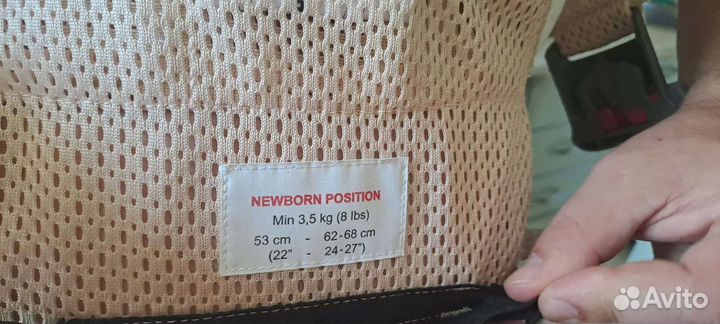 NEWBORN POSITION
Min 3,5 kg (8 lbs)
53 cm - 62-68 cm
(22" - 24-27")
Avito